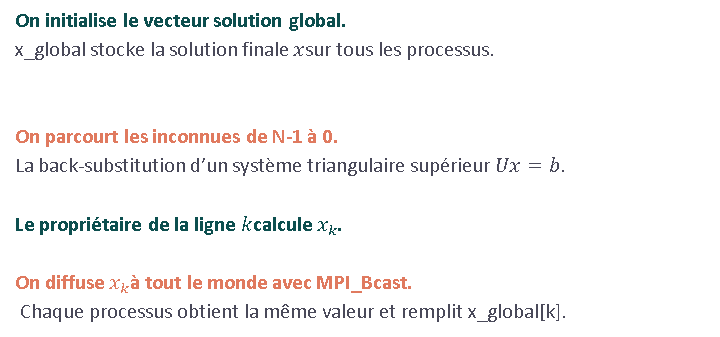 On initialise le vecteur solution global.
x_global stocke la solution finale 𝑥sur tous les processus.
On parcourt les inconnues de N-1 à 0.
La back-substitution d’un système triangulaire supérieur 𝑈𝑥 = 𝑏.
Le propriétaire de la ligne 𝑘calcule 𝑥ₖ.
On diffuse 𝑥ₖà tout le monde avec MPI_Bcast.
Chaque processus obtient la même valeur et remplit x_global[k].